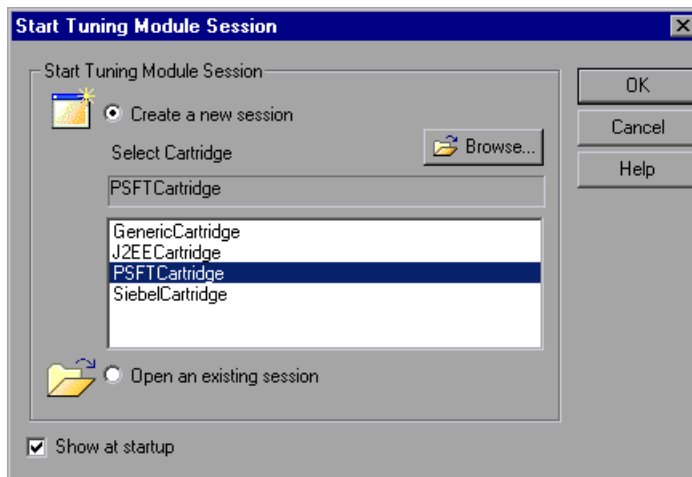 Start Tuning Module Session
Start Tuning Module Session
Create a new session
Select Cartridge
Browse...
PSFTCartridge
GenericCartridge
J2EECartridge
PSFTCartridge
SiebelCartridge
Open an existing session
Show at startup
OK
Cancel
Help